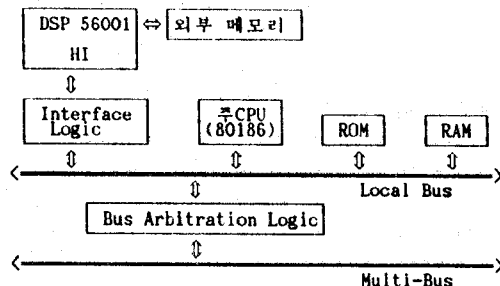 DSP 56001
외부 메모리
HI
Interface Logic
주CPU
(80186)
ROM
RAM
Local Bus
Bus Arbitration Logic
Multi-Bus